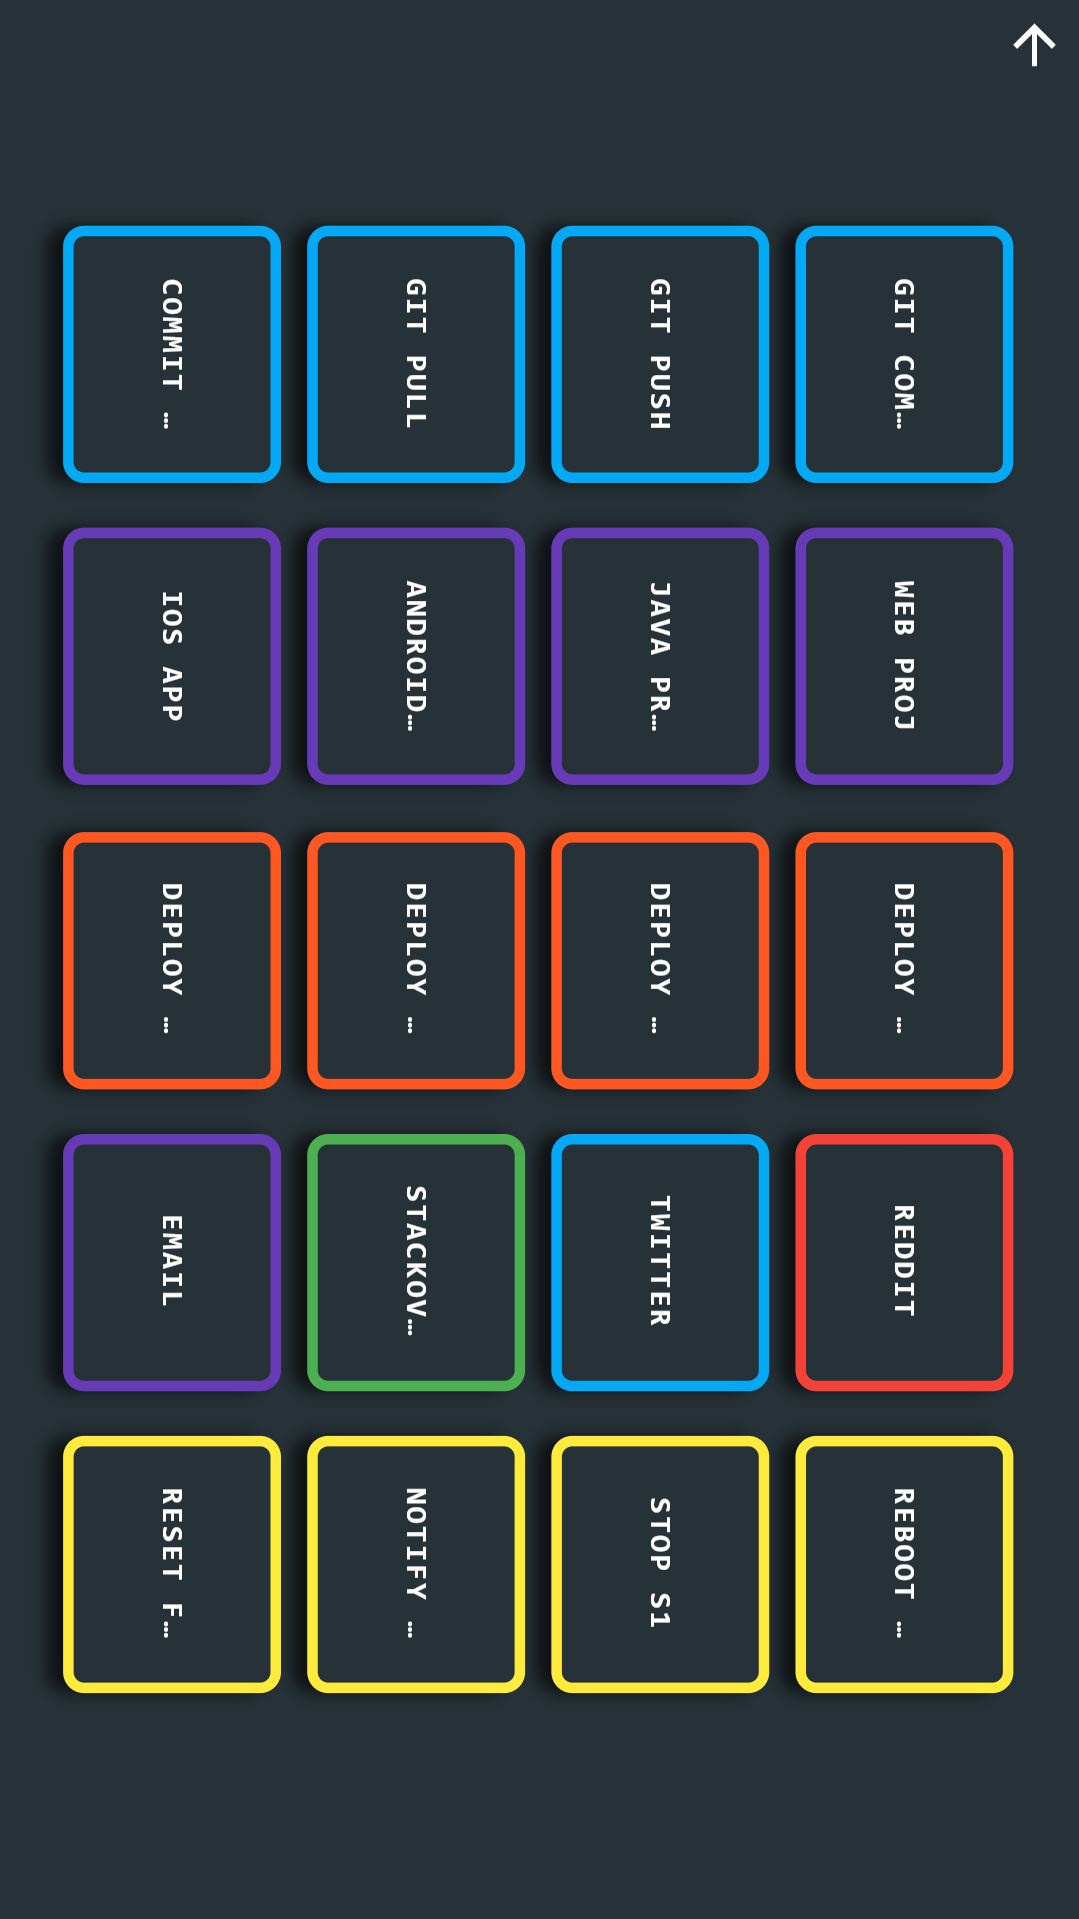 GIT COM…
WEB PROJ
DEPLOY …
REDDIT
REBOOT …
GIT PUSH
JAVA PR…
DEPLOY …
TWITTER
STOP S1
GIT PULL
ANDROID…
DEPLOY …
STACKOV…
NOTIFY …
COMMIT …
IOS APP
DEPLOY …
EMAIL
RESET F…